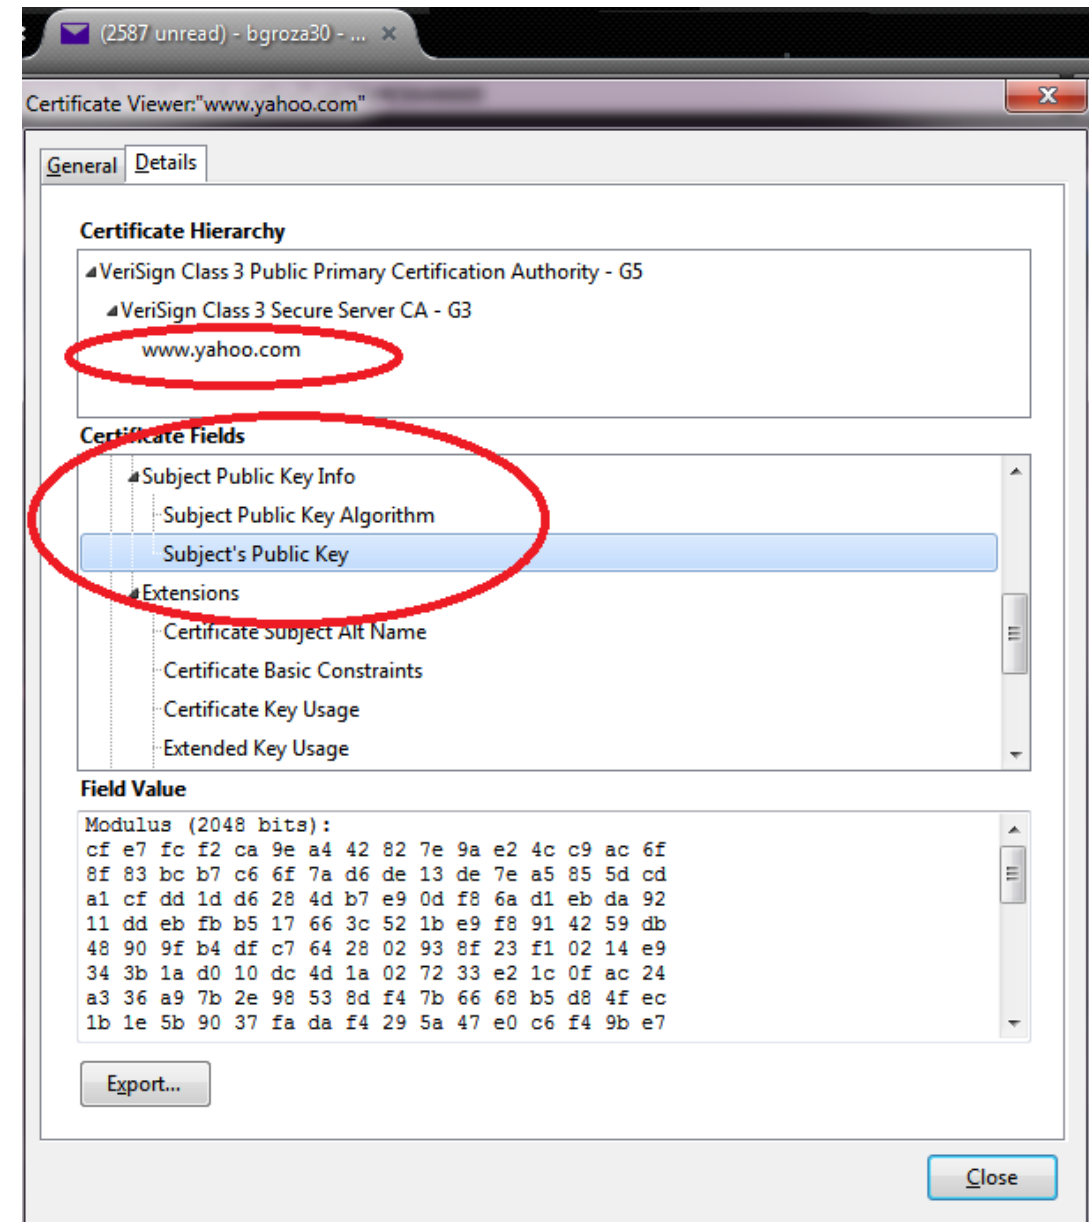 (2587 unread) - bgroza30 - ...
Certificate Viewer:"www.yahoo.com"
General Details
Certificate Hierarchy
VeriSign Class 3 Public Primary Certification Authority - G5
VeriSign Class 3 Secure Server CA - G3
www.yahoo.com
Certificate Fields
Subject Public Key Info
Subject Public Key Algorithm
Subject's Public Key
Extensions
Certificate Subject Alt Name
Certificate Basic Constraints
Certificate Key Usage
Extended Key Usage
Field Value
Modulus (2048 bits):
cf e7 fc f2 ca 9e a4 42 82 7e 9a e2 4c c9 ac 6f
8f 83 bc b7 c6 6f 7a d6 de 13 de 7e a5 85 5d cd
a1 cf dd 1d d6 28 4d b7 e9 0d f8 6a d1 eb da 92
11 dd eb fb b5 17 66 3c 52 1b e9 f8 91 42 59 db
48 90 9f b4 df c7 64 28 02 93 8f 23 f1 02 14 e9
34 3b 1a d0 10 dc 4d 1a 02 72 33 e2 1c 0f ac 24
a3 36 a9 7b 2e 98 53 8d f4 7b 66 68 b5 d8 4f ec
1b 1e 5b 90 37 fa da f4 29 5a 47 e0 c6 f4 9b e7
Export...
Close